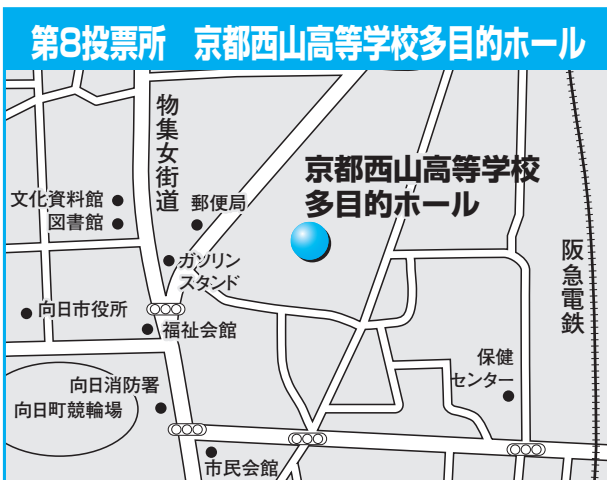 第8投票所　京都西山高等学校多目的ホール
物集女街道
京都西山高等学校
多目的ホール
文化資料館
図書館
郵便局
ガソリン
スタンド
阪急電鉄
向日市役所
福祉会館
保健
センター
向日消防署
向日町競輪場
市民会館